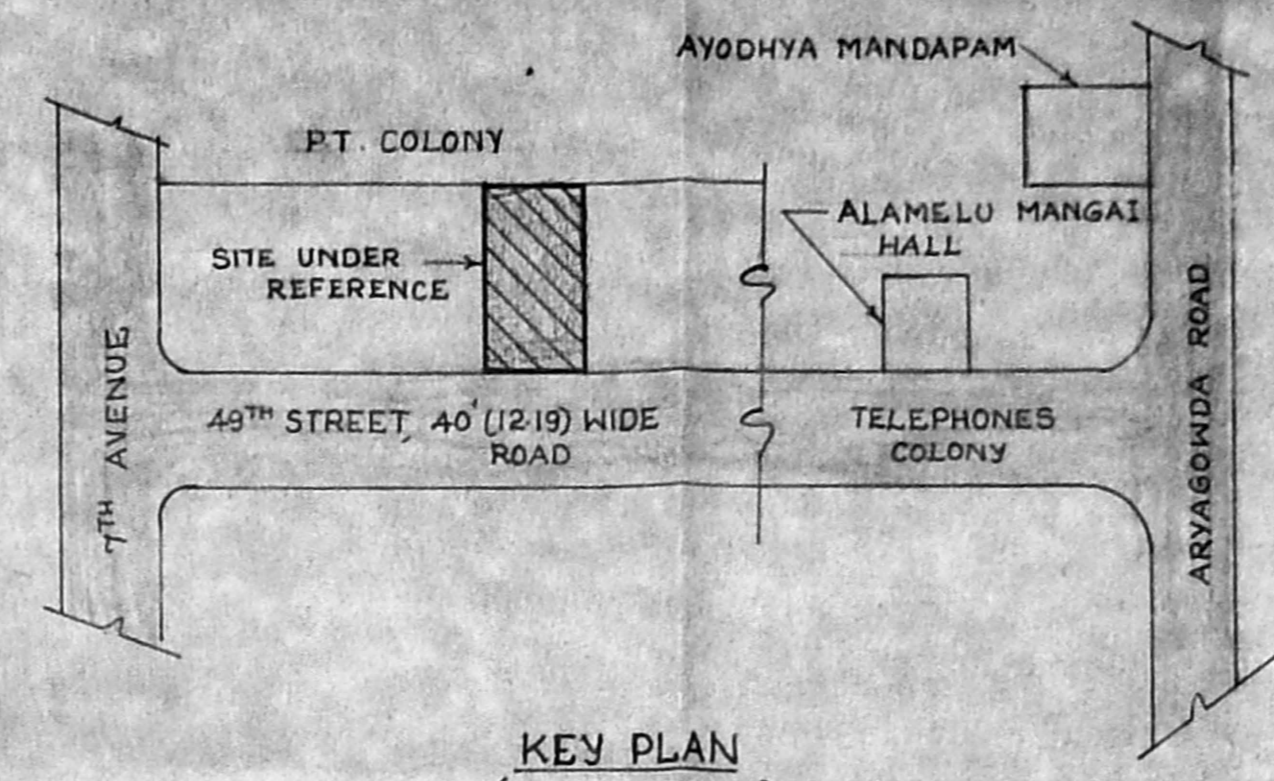 AYODHYA MANDAPAM
P.T. COLONY
ALAMELU MANGAI
HALL
SITE UNDER
REFERENCE
7TH AVENUE
49TH STREET, 40' (12.19) WIDE
ROAD
TELEPHONES
COLONY
ARYAGOWDA ROAD
KEY PLAN